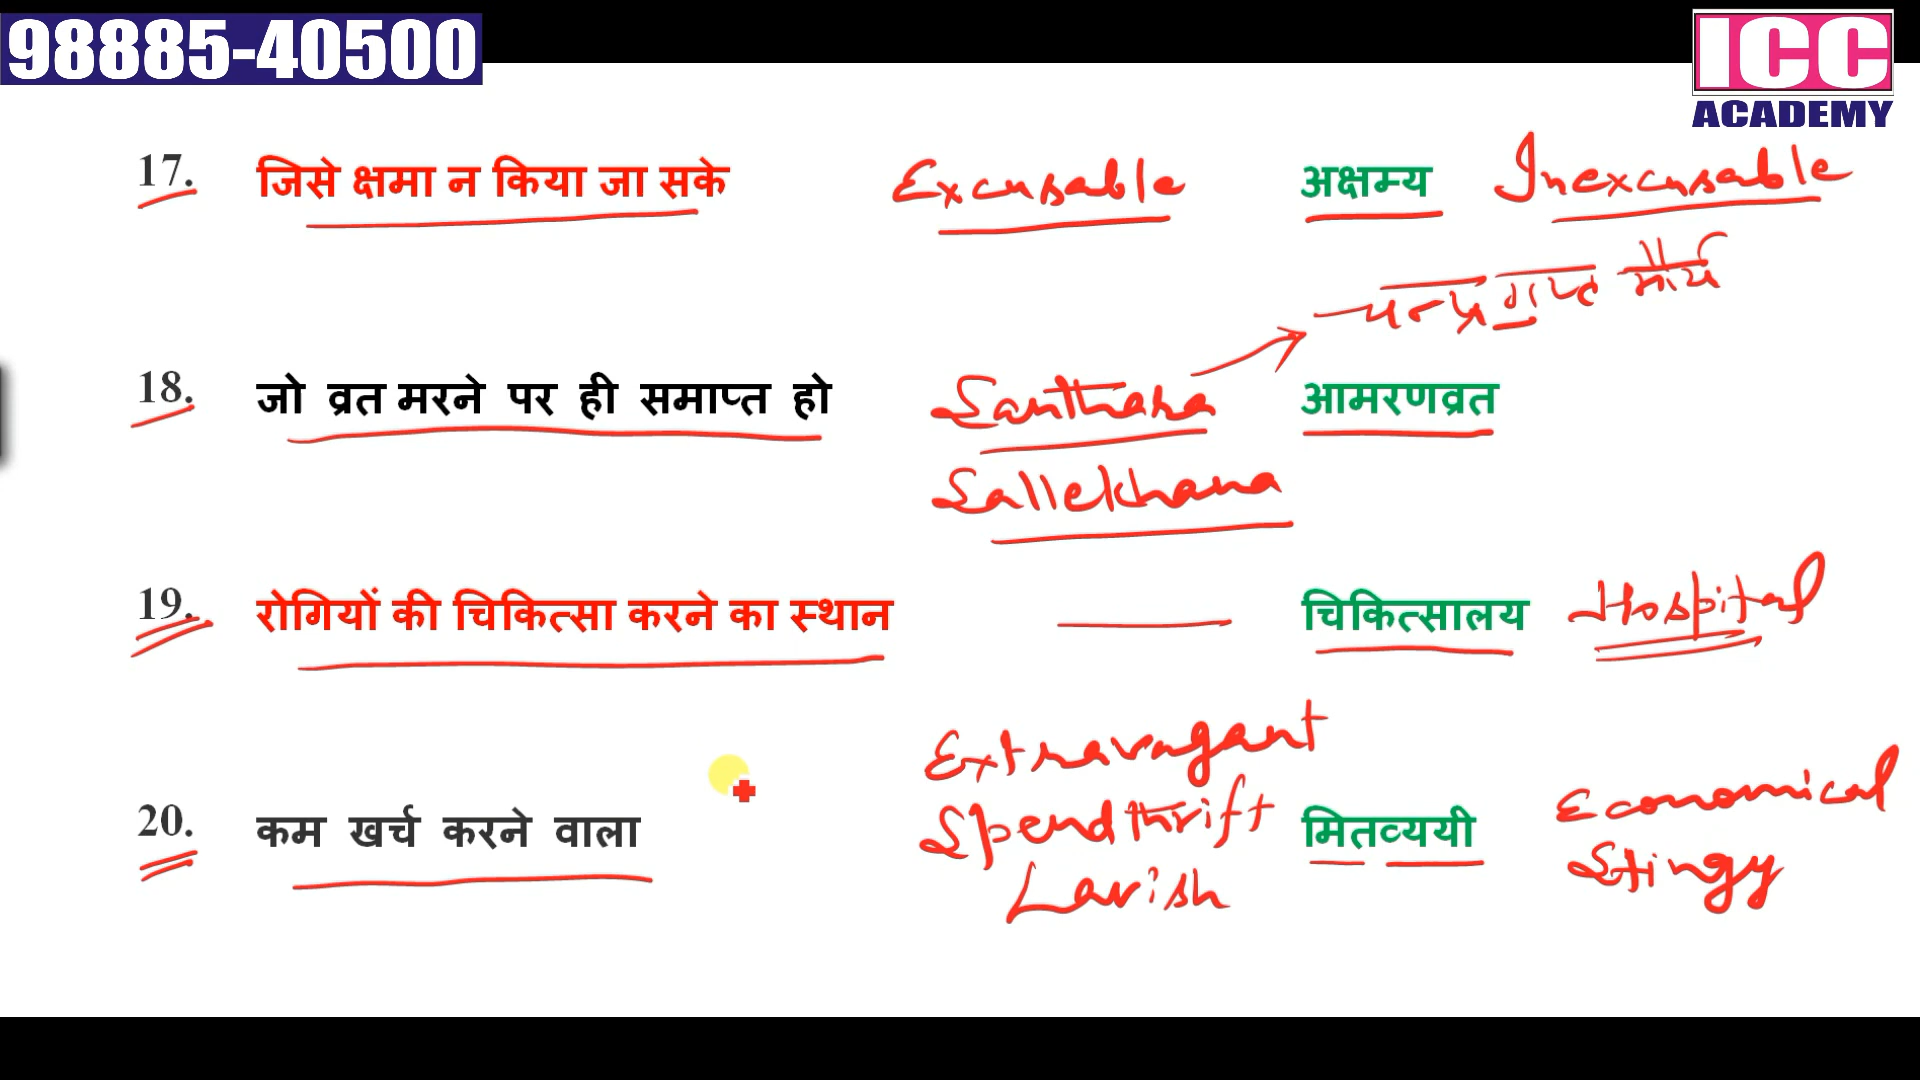 98885-40500
ICC
ACADEMY
17. जिसे क्षमा न किया जा सके Excusable अक्षम्य Inexcusable
चन्द्रगुप्त मौर्य
18. जो व्रत मरने पर ही समाप्त हो Santhara आमरणव्रत
Sallekhana
19. रोगियों की चिकित्सा करने का स्थान चिकित्सालय Hospital
Extravagant
20. कम खर्च करने वाला Spendthrift मितव्ययी Economical
Lavish Stingy